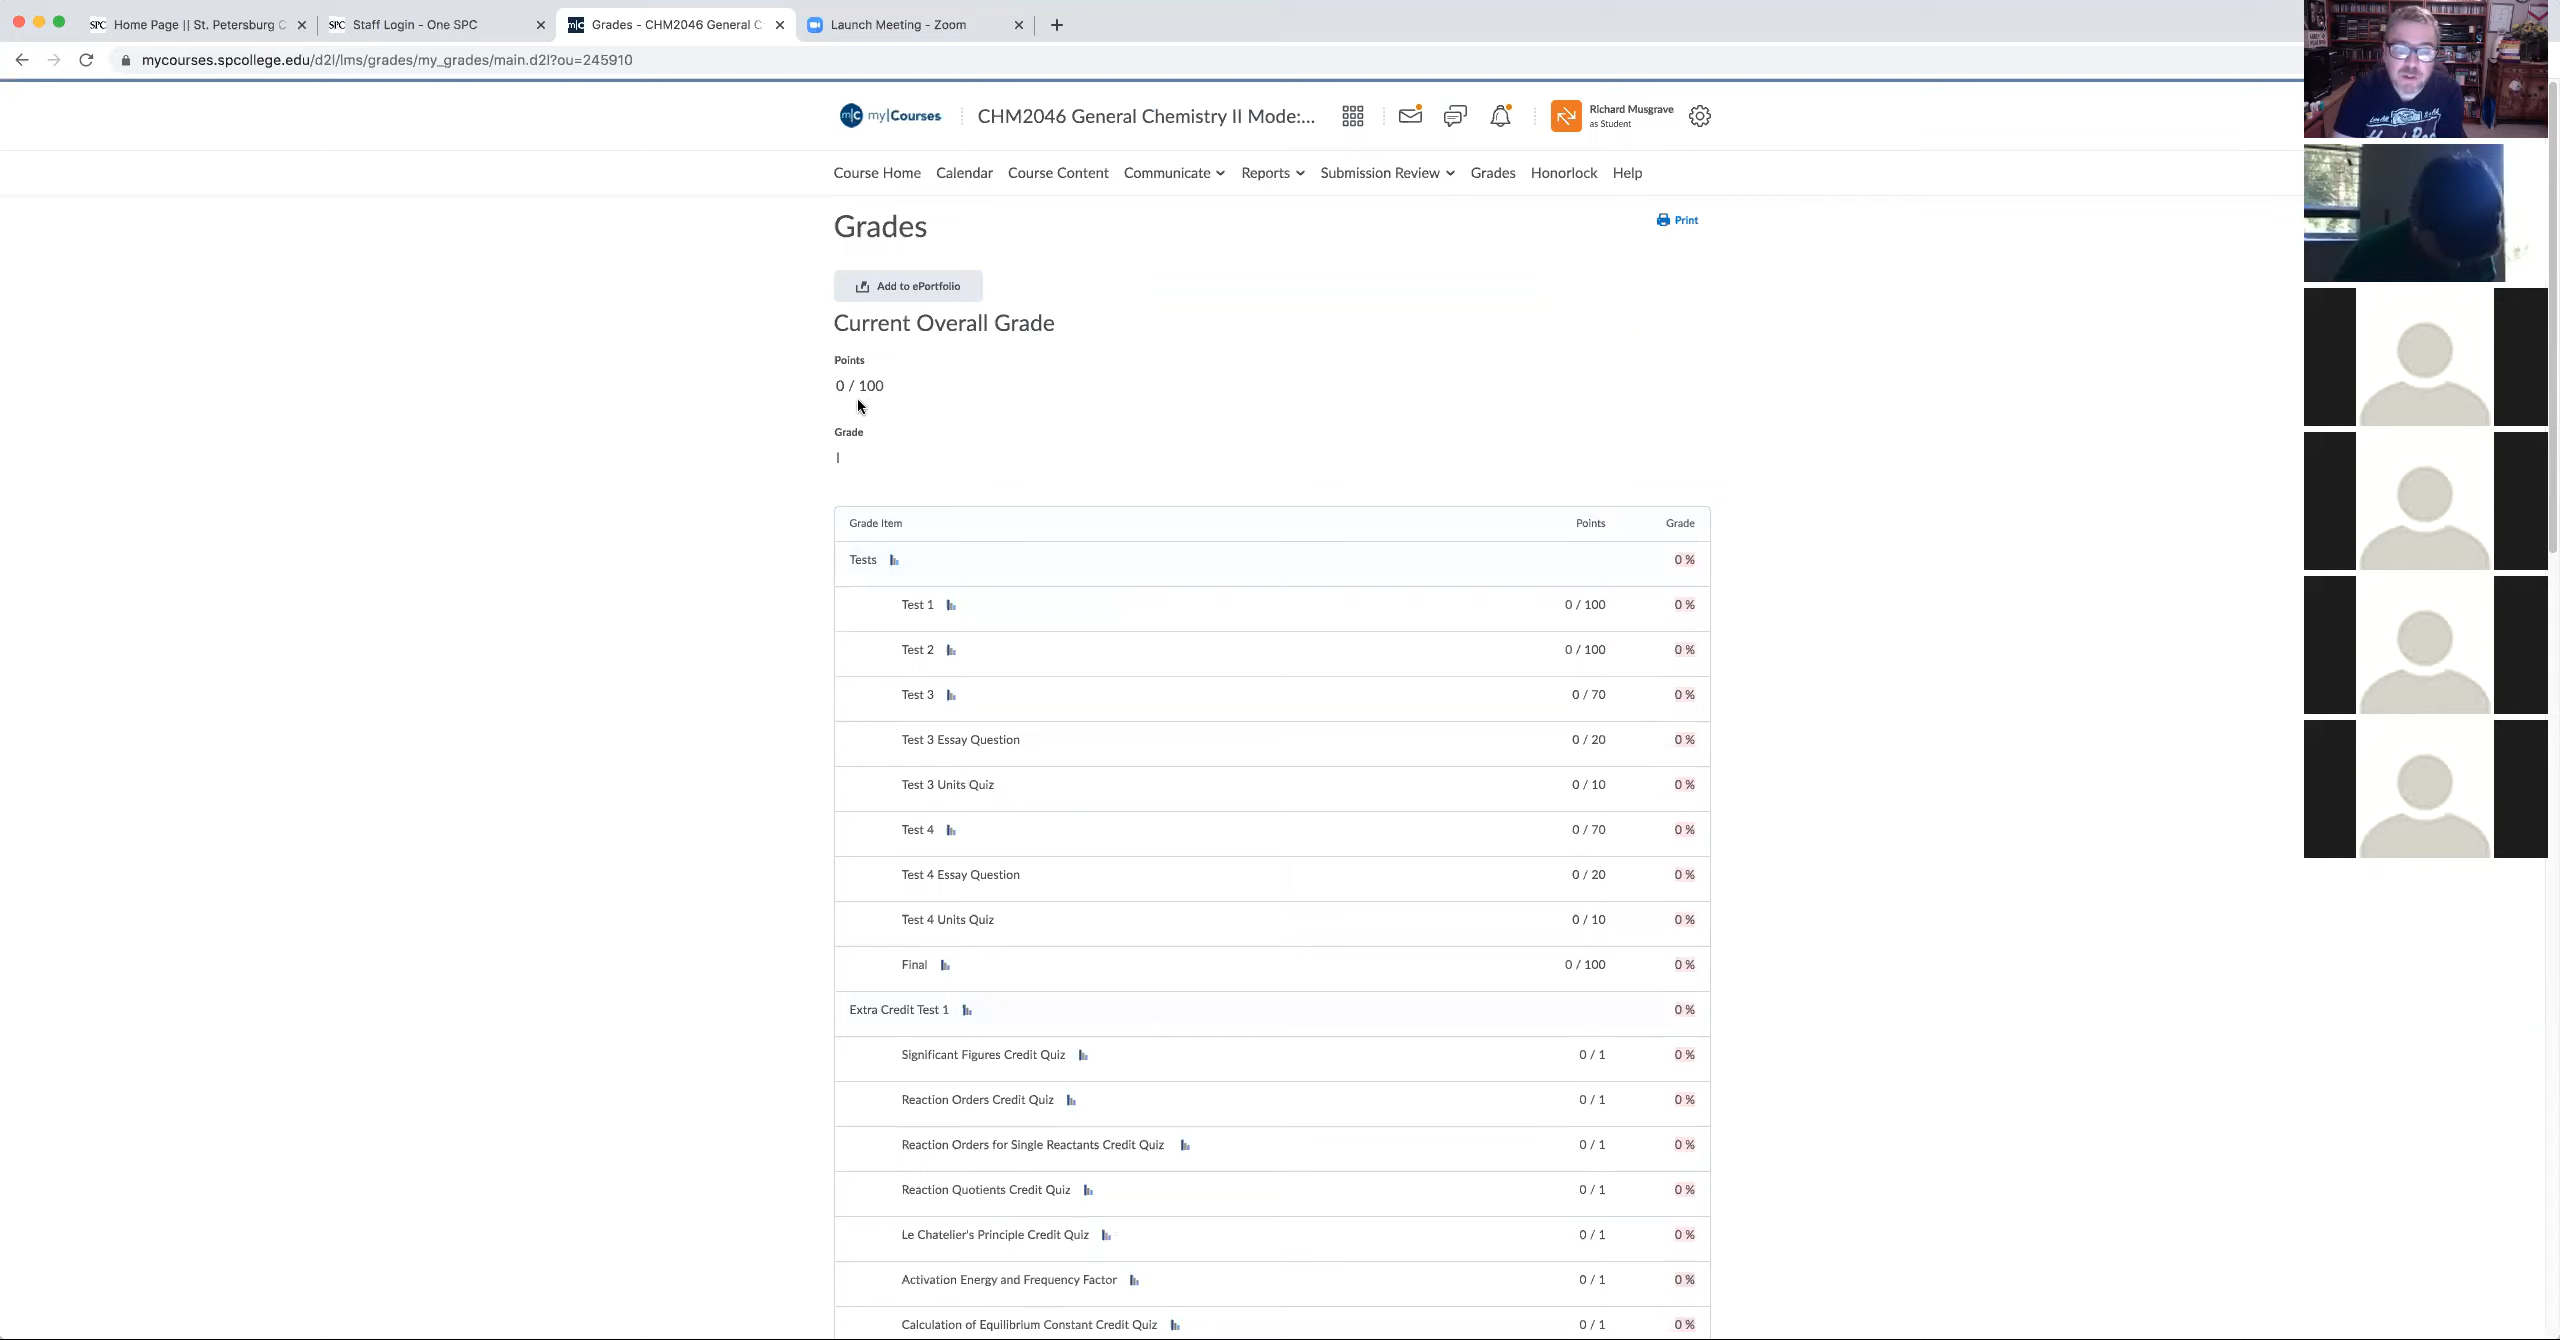 SPC Home Page || St. Petersburg C
SPC Staff Login - One SPC
m|c Grades - CHM2046 General C
Launch Meeting - Zoom
mycourses.spcollege.edu/d2l/lms/grades/my_grades/main.d2l?ou=245910
m|c my|Courses
CHM2046 General Chemistry II Mode:...
Richard Musgrave
as Student
Course Home Calendar Course Content Communicate Reports Submission Review Grades Honorlock Help
Grades
Print
Add to ePortfolio
Current Overall Grade
Points
0 / 100
Grade
I
Grade Item Points Grade
Tests 0 %
Test 1 0 / 100 0 %
Test 2 0 / 100 0 %
Test 3 0 / 70 0 %
Test 3 Essay Question 0 / 20 0 %
Test 3 Units Quiz 0 / 10 0 %
Test 4 0 / 70 0 %
Test 4 Essay Question 0 / 20 0 %
Test 4 Units Quiz 0 / 10 0 %
Final 0 / 100 0 %
Extra Credit Test 1 0 %
Significant Figures Credit Quiz 0 / 1 0 %
Reaction Orders Credit Quiz 0 / 1 0 %
Reaction Orders for Single Reactants Credit Quiz 0 / 1 0 %
Reaction Quotients Credit Quiz 0 / 1 0 %
Le Chatelier's Principle Credit Quiz 0 / 1 0 %
Activation Energy and Frequency Factor 0 / 1 0 %
Calculation of Equilibrium Constant Credit Quiz 0 / 1 0 %